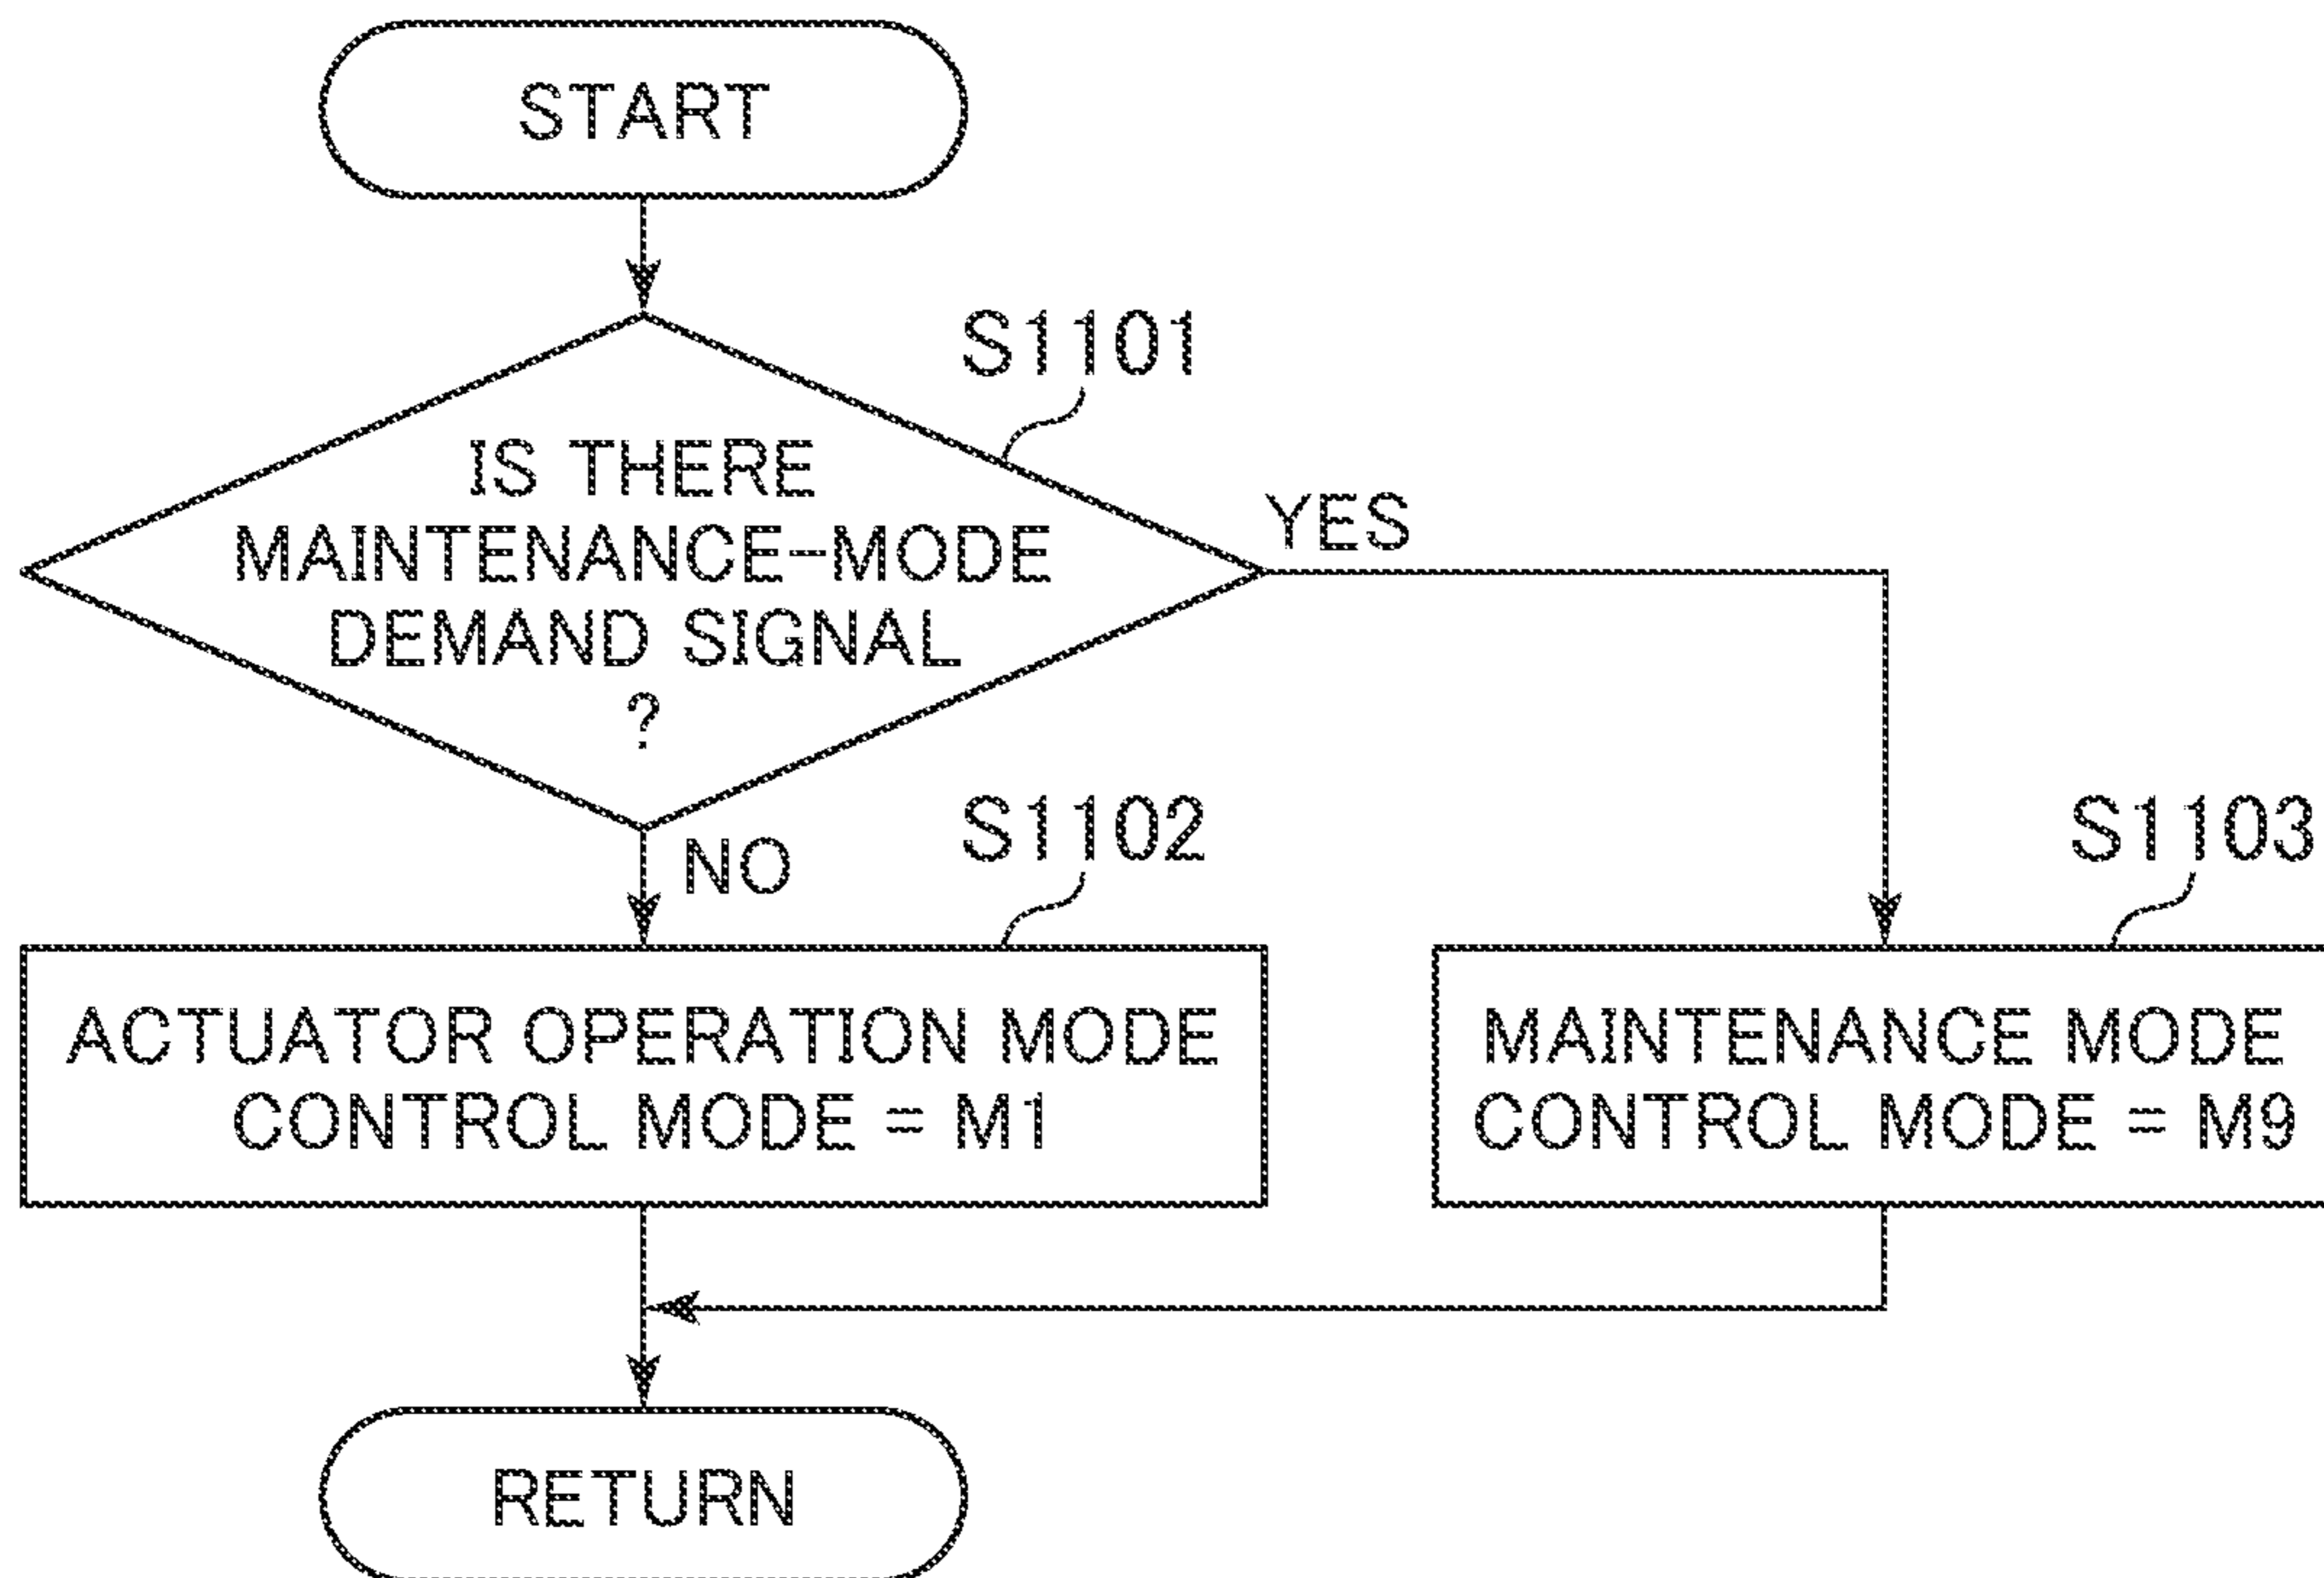 START
S1101
IS THERE
MAINTENANCE-MODE
DEMAND SIGNAL
?
YES
NO
S1102
S1103
ACTUATOR OPERATION MODE
CONTROL MODE = M1
MAINTENANCE MODE
CONTROL MODE = M9
RETURN